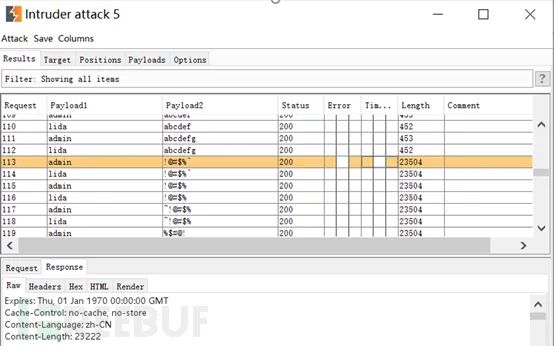 Intruder attack 5
Attack Save Columns
Results Target Positions Payloads Options
Filter: Showing all items ?
Request Payload1 Payload2 Status Error Tim... Length Comment
109 admin abcdef 200 453
110 lida abcdef 200 452
111 admin abcdefg 200 453
112 lida abcdefg 200 452
113 admin !@#$%^ 200 23504
114 lida !@#$%^ 200 23504
115 admin !@#$% 200 23504
116 lida !@#$% 200 23504
117 admin ~!@#$% 200 23504
118 lida ~!@#$% 200 23504
119 admin %$#@! 200 23504
Request Response
Raw Headers Hex HTML Render
Expires: Thu, 01 Jan 1970 00:00:00 GMT
Cache-Control: no-cache, no-store
Content-Language: zh-CN
Content-Length: 23222